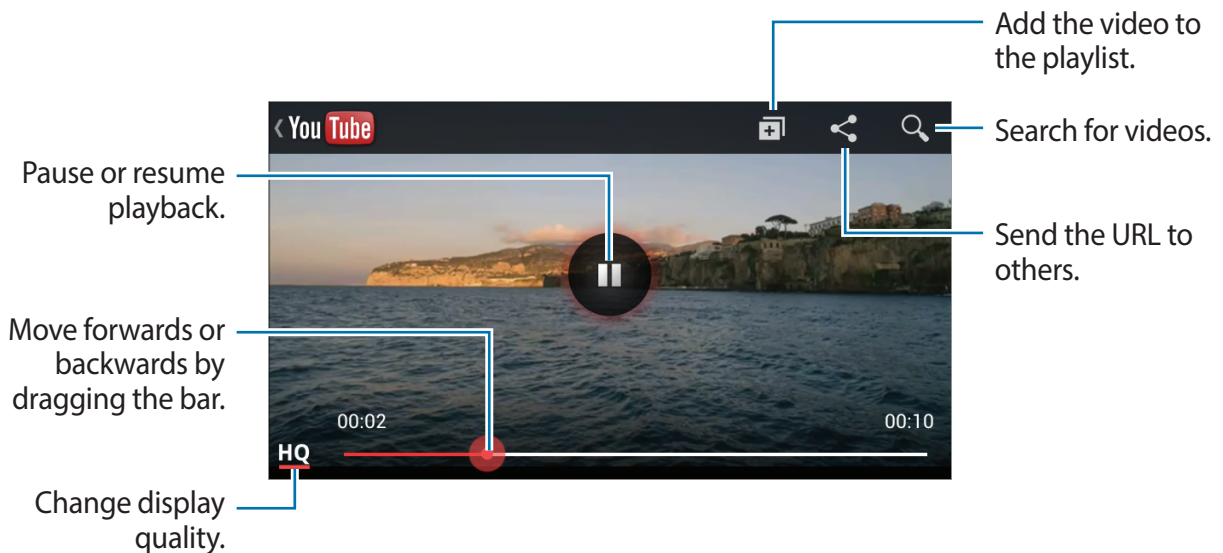 Add the video to
the playlist.
YouTube
Search for videos.
Pause or resume
playback.
Send the URL to
others.
Move forwards or
backwards by
dragging the bar.
00:02
00:10
HQ
Change display
quality.